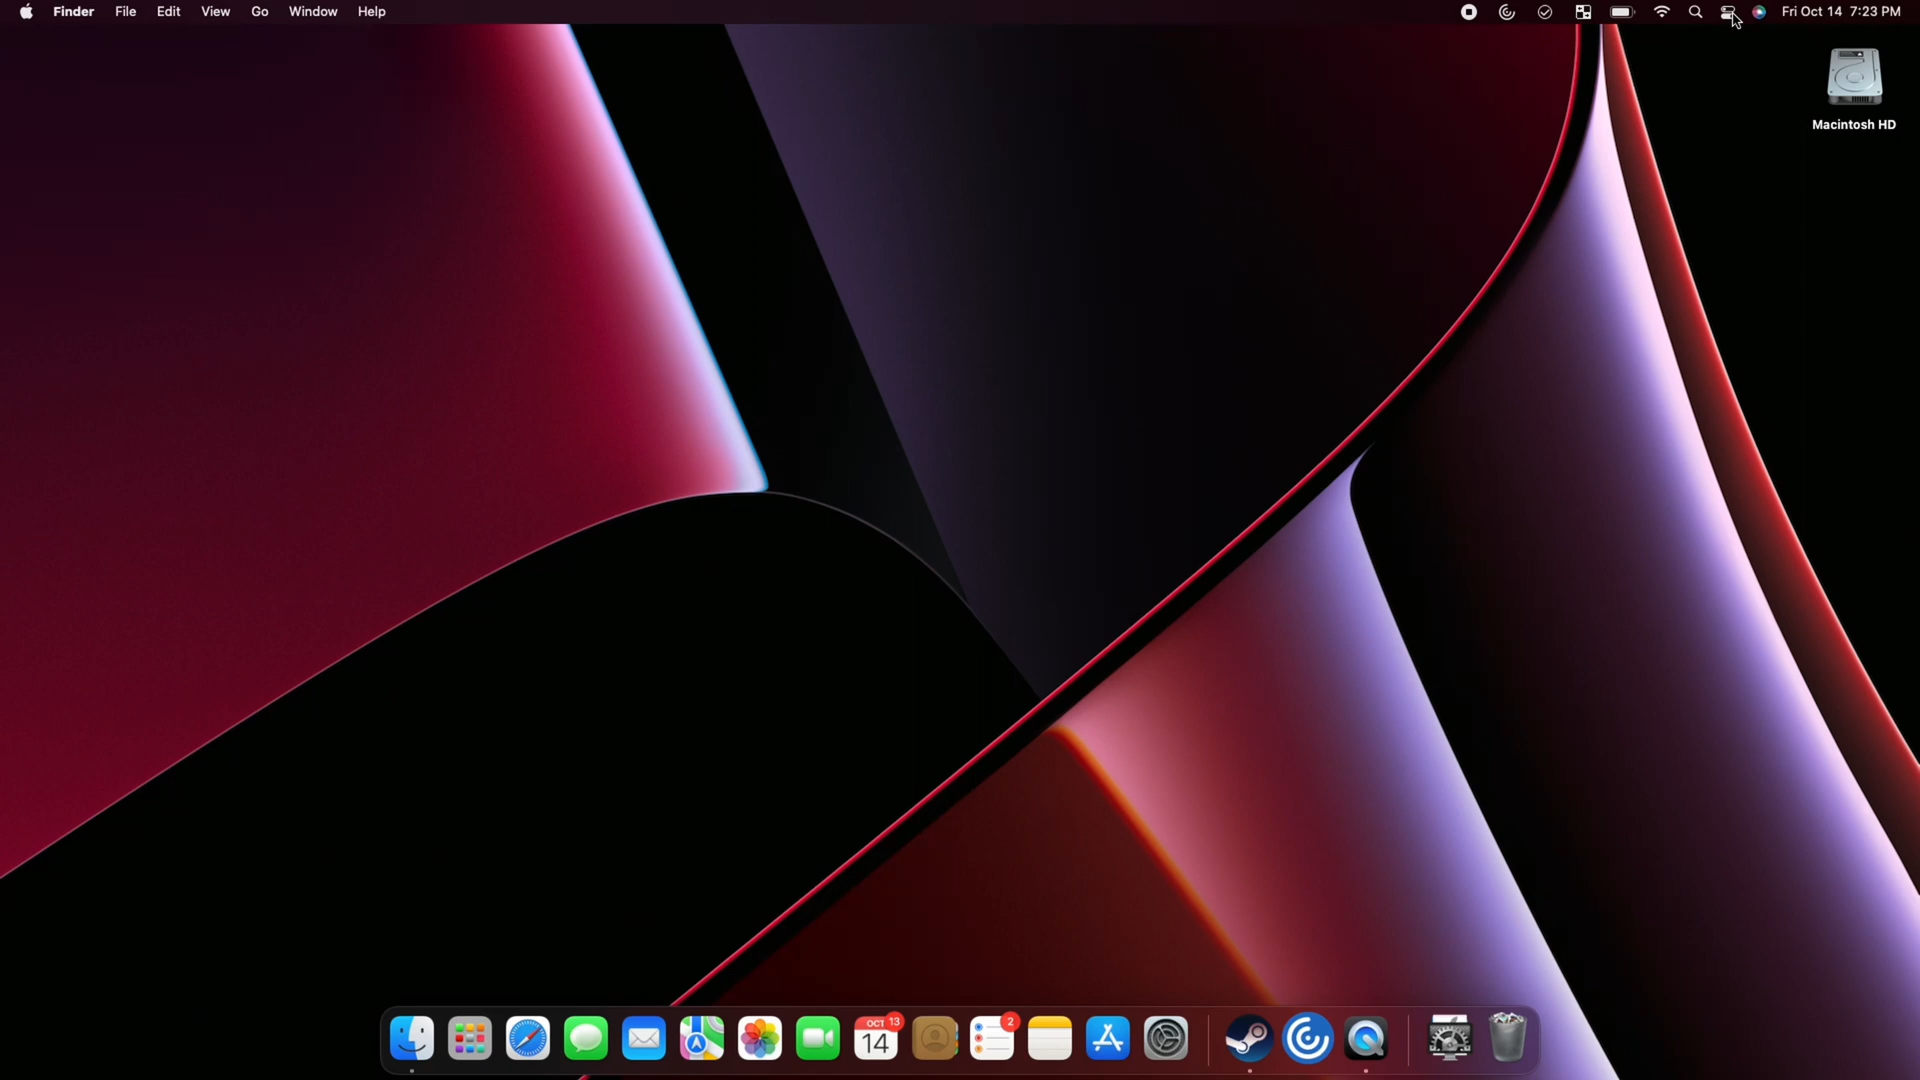 Finder File Edit View Go Window Help Fri Oct 14 7:23 PM
Macintosh HD
OCT 13
14
2